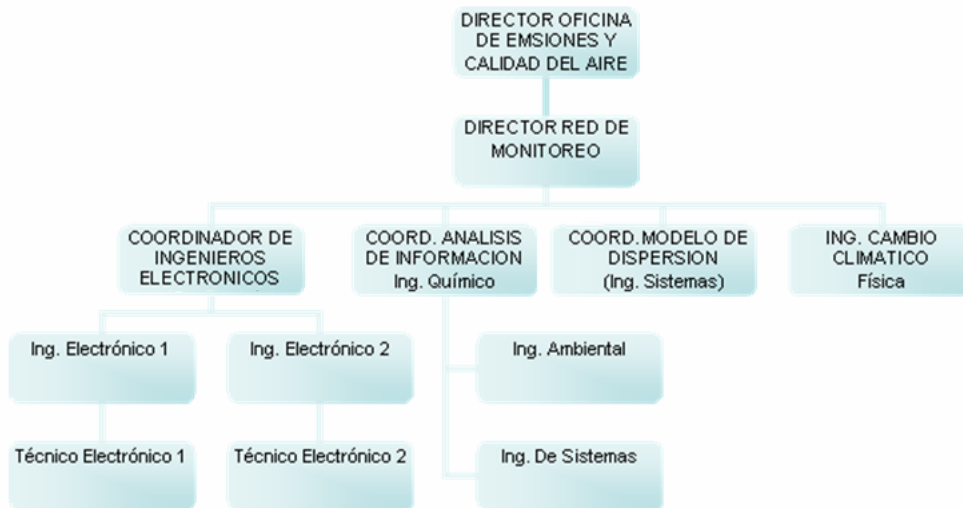 DIRECTOR OFICINA
DE EMSIONES Y
CALIDAD DEL AIRE
DIRECTOR RED DE
MONITOREO
COORDINADOR DE
INGENIEROS
ELECTRONICOS
COORD. ANALISIS
DE INFORMACION
Ing. Químico
COORD.MODELO DE
DISPERSION
(Ing. Sistemas)
ING. CAMBIO
CLIMATICO
Física
Ing. Electrónico 1
Ing. Electrónico 2
Ing. Ambiental
Técnico Electrónico 1
Técnico Electrónico 2
Ing. De Sistemas